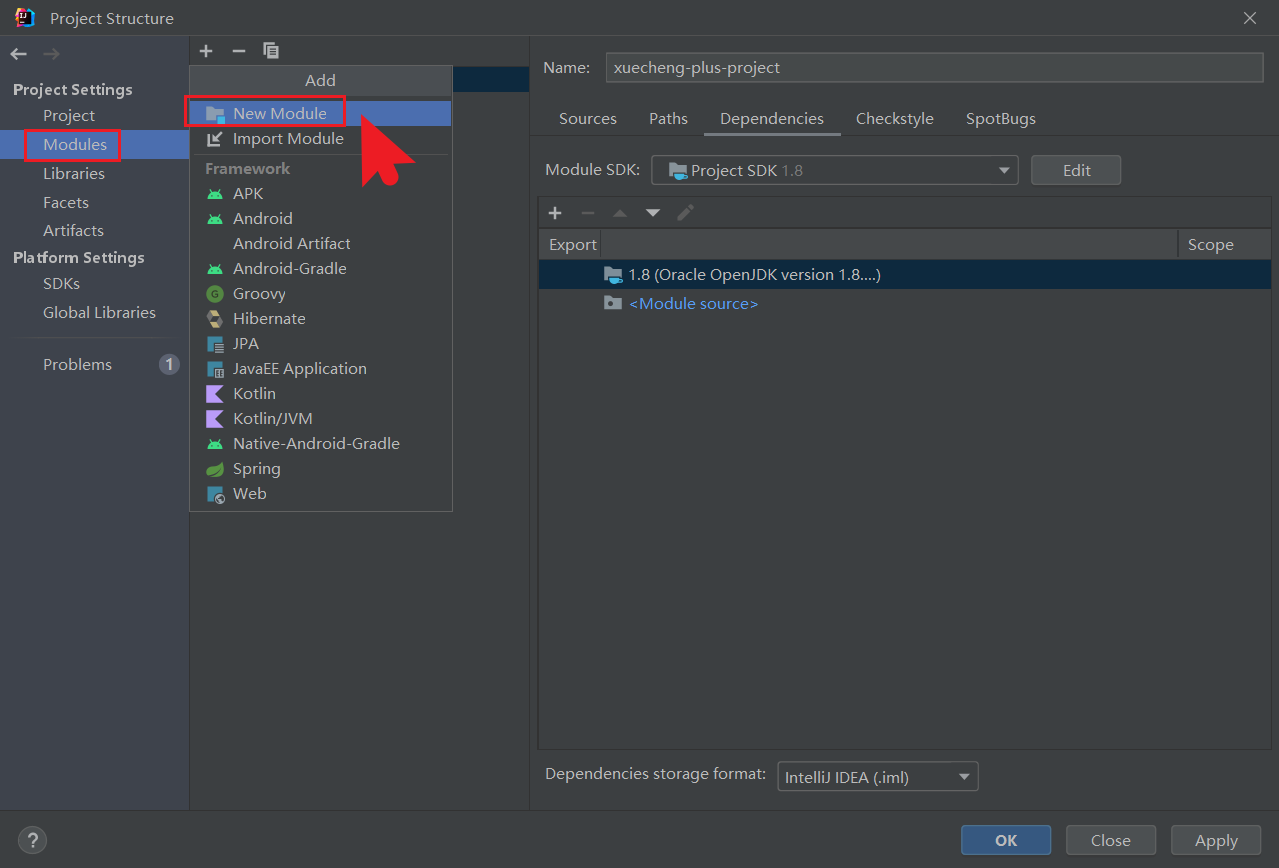 Project Structure
Project Settings
Project
Modules
Libraries
Facets
Artifacts
Platform Settings
SDKs
Global Libraries
Problems
1
Add
New Module
Import Module
Framework
APK
Android
Android Artifact
Android-Gradle
Groovy
Hibernate
JPA
JavaEE Application
Kotlin
Kotlin/JVM
Native-Android-Gradle
Spring
Web
Name: xuecheng-plus-project
Sources Paths Dependencies Checkstyle SpotBugs
Module SDK: Project SDK 1.8 Edit
Export Scope
1.8 (Oracle OpenJDK version 1.8....)
<Module source>
Dependencies storage format: IntelliJ IDEA (.iml)
? OK Close Apply